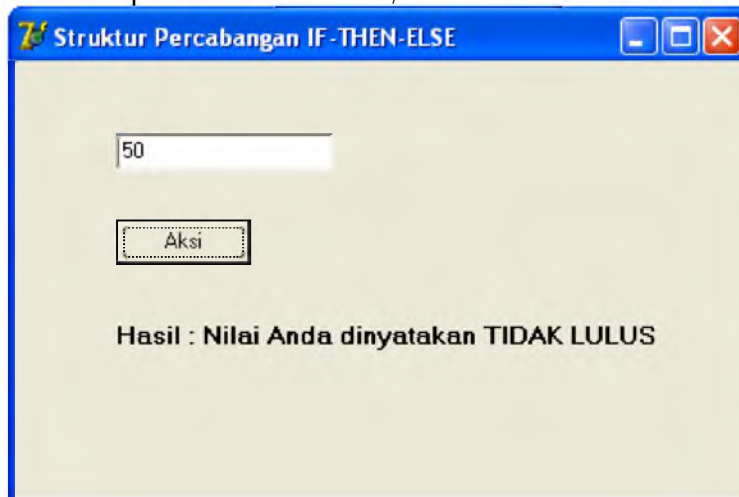 Struktur Percabangan IF-THEN-ELSE
50
Aksi
Hasil : Nilai Anda dinyatakan TIDAK LULUS